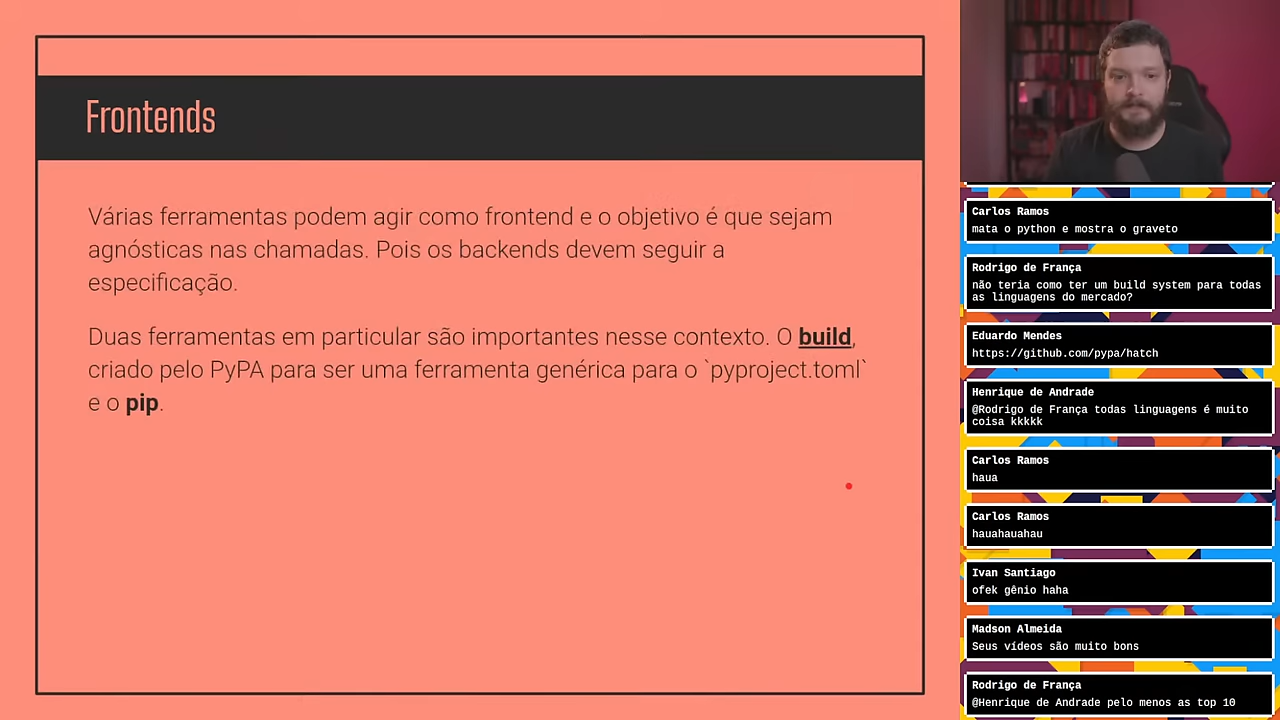 Frontends
Várias ferramentas podem agir como frontend e o objetivo é que sejam
agnósticas nas chamadas. Pois os backends devem seguir a
especificação.
Duas ferramentas em particular são importantes nesse contexto. O build,
criado pelo PyPA para ser uma ferramenta genérica para o `pyproject.toml`
e o pip.
Carlos Ramos
mata o python e mostra o graveto
Rodrigo de França
não teria como ter um build system para todas
as linguagens do mercado?
Eduardo Mendes
https://github.com/pypa/hatch
Henrique de Andrade
@Rodrigo de França todas linguagens é muito
coisa kkkkk
Carlos Ramos
haua
Carlos Ramos
hauahauahau
Ivan Santiago
ofek gênio haha
Madson Almeida
Seus vídeos são muito bons
Rodrigo de França
@Henrique de Andrade pelo menos as top 10